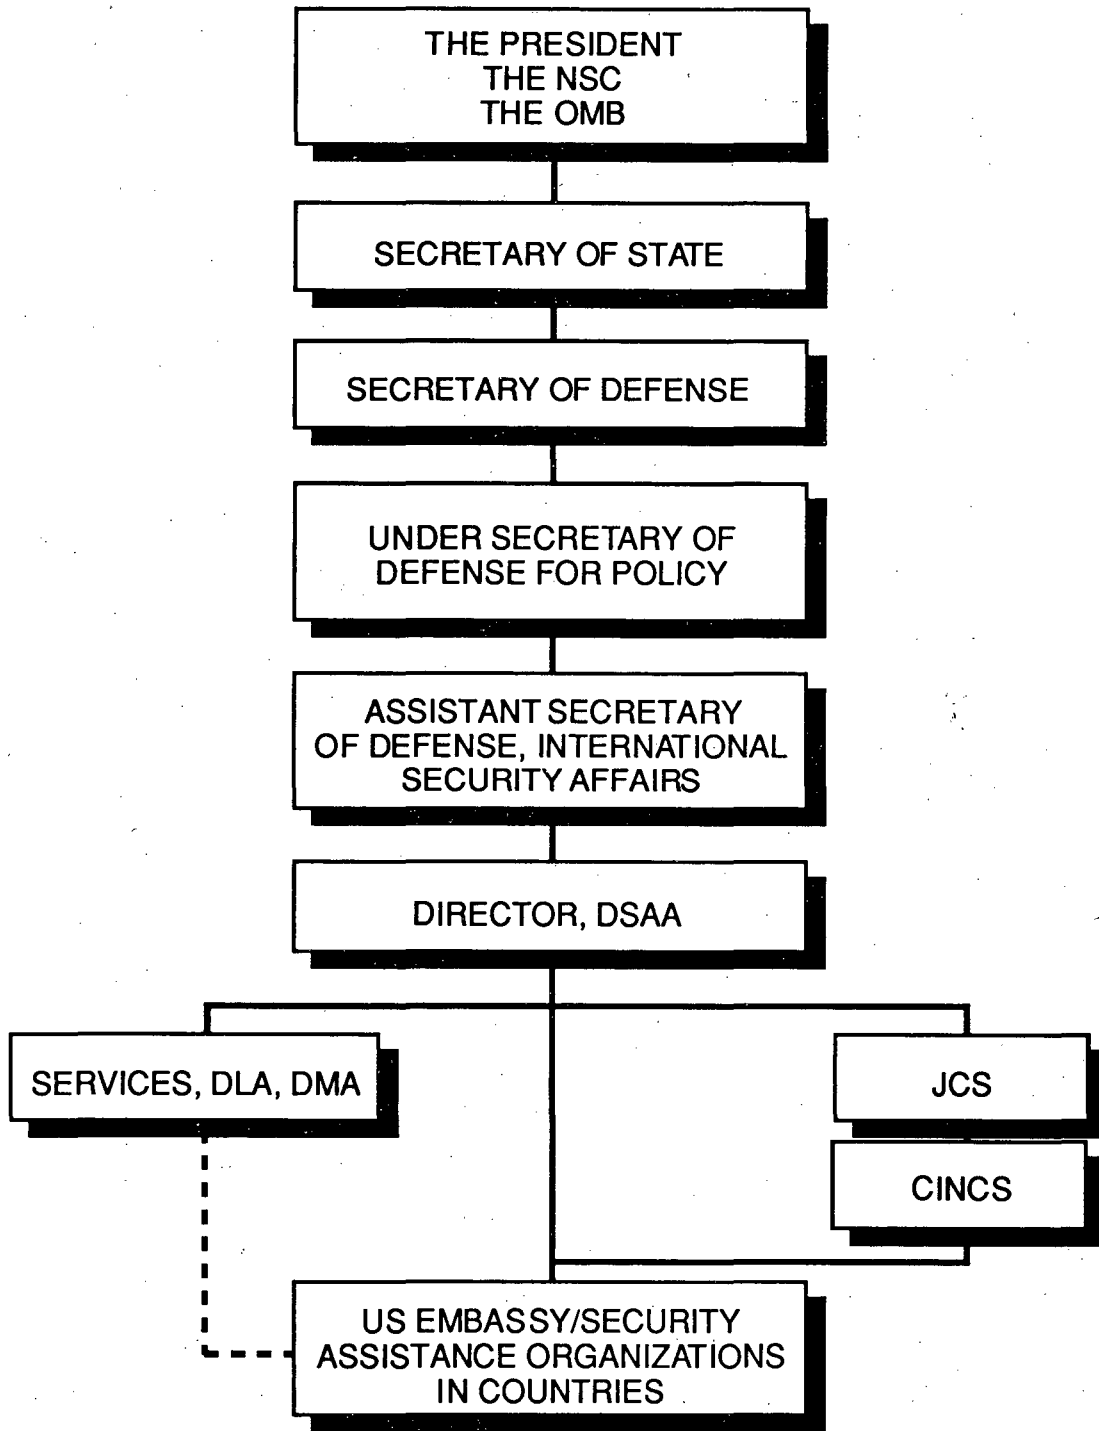 THE PRESIDENT
THE NSC
THE OMB
SECRETARY OF STATE
SECRETARY OF DEFENSE
UNDER SECRETARY OF
DEFENSE FOR POLICY
ASSISTANT SECRETARY
OF DEFENSE, INTERNATIONAL
SECURITY AFFAIRS
DIRECTOR, DSAA
SERVICES, DLA, DMA
JCS
CINCS
US EMBASSY/SECURITY
ASSISTANCE ORGANIZATIONS
IN COUNTRIES